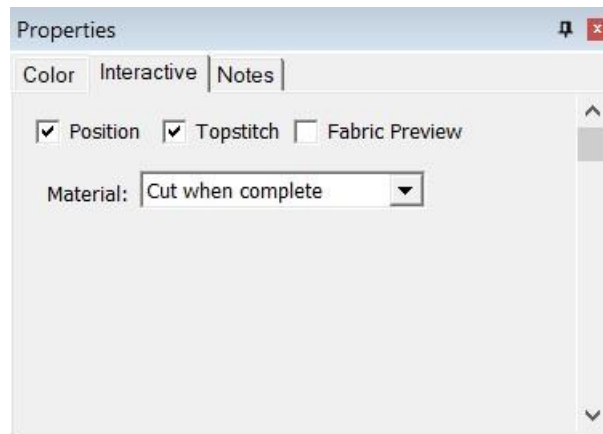 Properties
Color Interactive Notes
Position Topstitch Fabric Preview
Material: Cut when complete